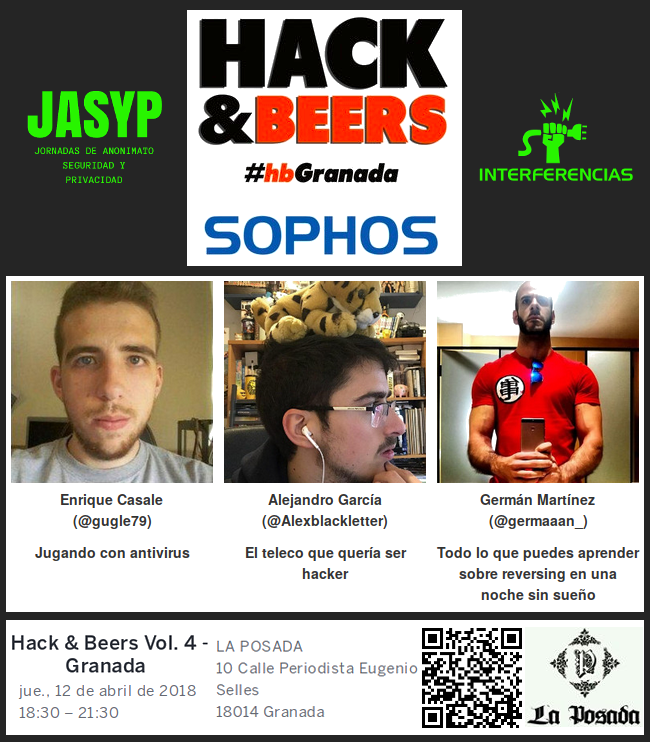 JASYP
JORNADAS DE ANONIMATO
SEGURIDAD Y
PRIVACIDAD
HACK
&BEERS
#hbGranada
SOPHOS
INTERFERENCIAS
Enrique Casale
(@gugle79)
Jugando con antivirus
Alejandro García
(@Alexblackletter)
El teleco que quería ser
hacker
Germán Martínez
(@germaaan_)
Todo lo que puedes aprender
sobre reversing en una
noche sin sueño
Hack & Beers Vol. 4 -
Granada
jue., 12 de abril de 2018
18:30 – 21:30
LA POSADA
10 Calle Periodista Eugenio
Selles
18014 Granada
P
La Posada